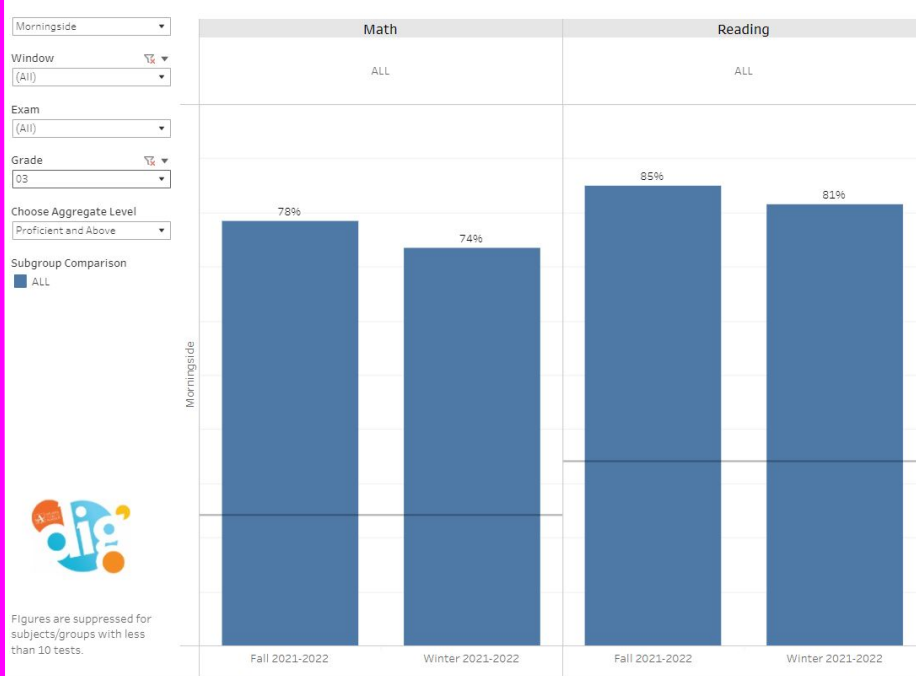 Morningside
Window
(All)
Exam
(All)
Grade
03
Choose Aggregate Level
Proficient and Above
Subgroup Comparison
ALL
dig
FIgures are suppressed for
subjects/groups with less
than 10 tests.
Math
Reading
ALL
ALL
Morningside
78%
74%
85%
81%
Fall 2021-2022
Winter 2021-2022
Fall 2021-2022
Winter 2021-2022